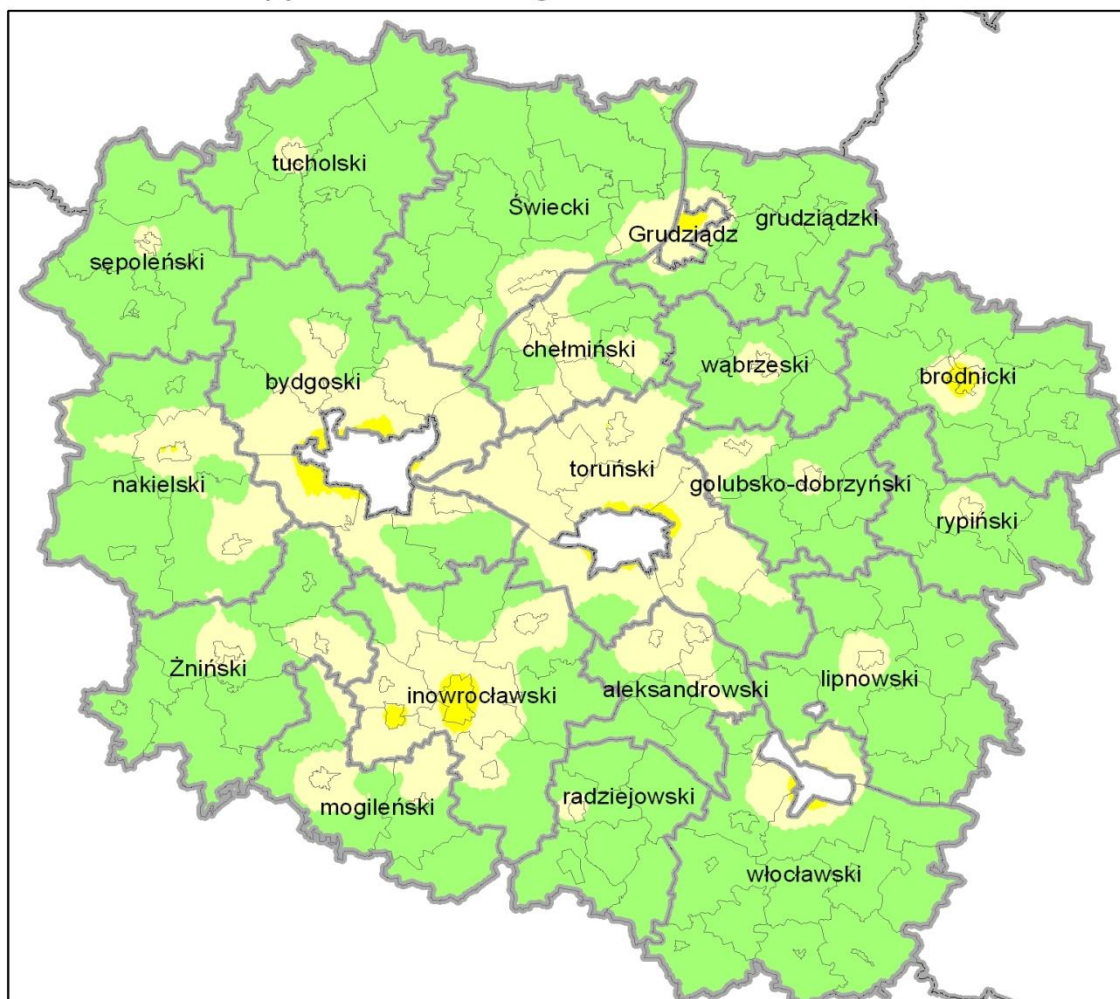 tucholski
Świecki
grudziądzki
Grudziądz
sępoleński
chełmiński
wąbrzeski
brodnicki
bydgoski
toruński
golubsko-dobrzyński
nakielski
rypiński
Żniński
inowrocławski
aleksandrowski
lipnowski
mogileński
radziejowski
włocławski